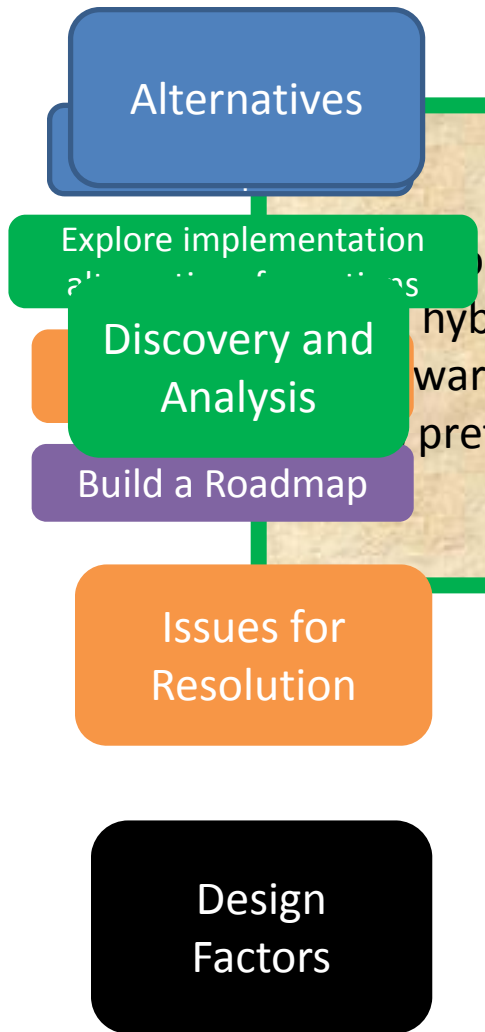 Alternatives
Explore implementation
Discovery and
Analysis
Build a Roadmap
Issues for
Resolution
Design
Factors